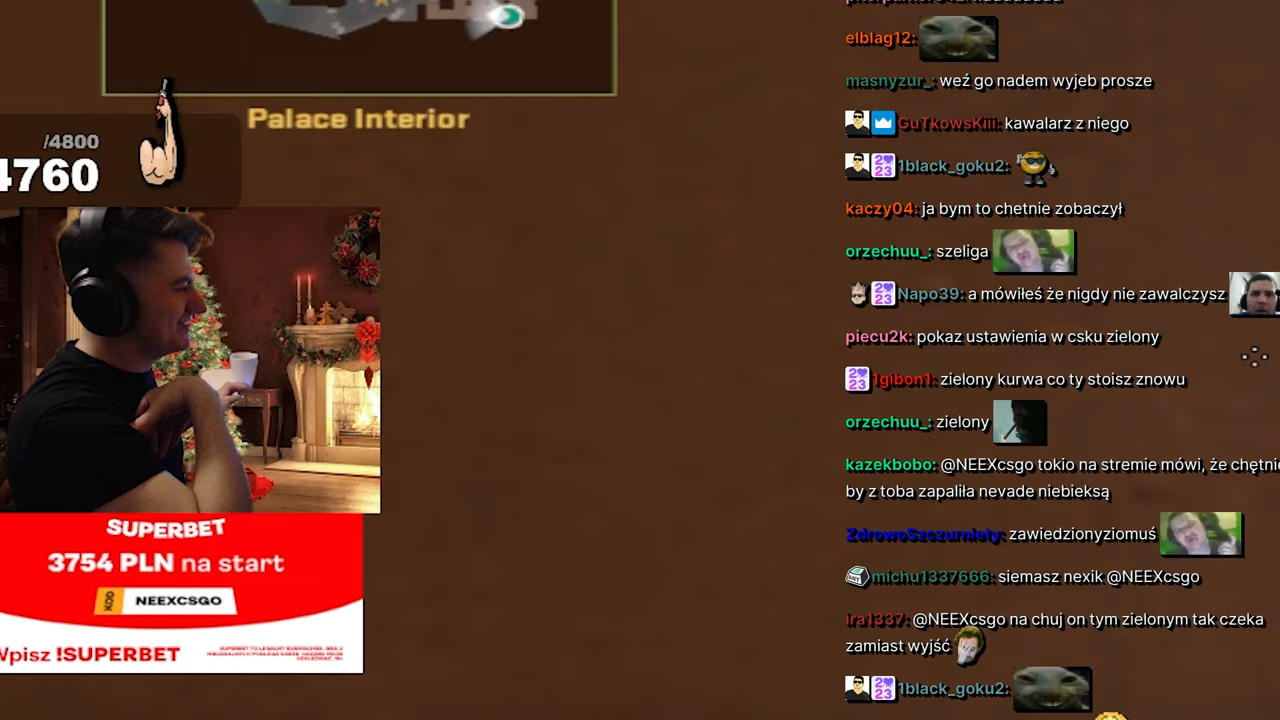 /4800
4760
Palace Interior
elblag12:
masnyzur_: weź go nadem wyjeb prosze
GuTkowsKiii: kawalarz z niego
1black_goku2:
kaczy04: ja bym to chetnie zobaczył
orzechuu_: szeliga
Napo39: a mówiłeś że nigdy nie zawalczysz
piecu2k: pokaz ustawienia w csku zielony
1gibon1: zielony kurwa co ty stoisz znowu
orzechuu_: zielony
kazekbobo: @NEEXcsgo tokio na stremie mówi, że chętnie
by z toba zapaliła nevade niebieksą
ZdrowoSzczurniety: zawiedzionyziomuś
michu1337666: siemasz nexik @NEEXcsgo
ira1337: @NEEXcsgo na chuj on tym zielonym tak czeka
zamiast wyjść
1black_goku2:
SUPERBET
3754 PLN na start
KOD NEEXCSGO
Wpisz !SUPERBET